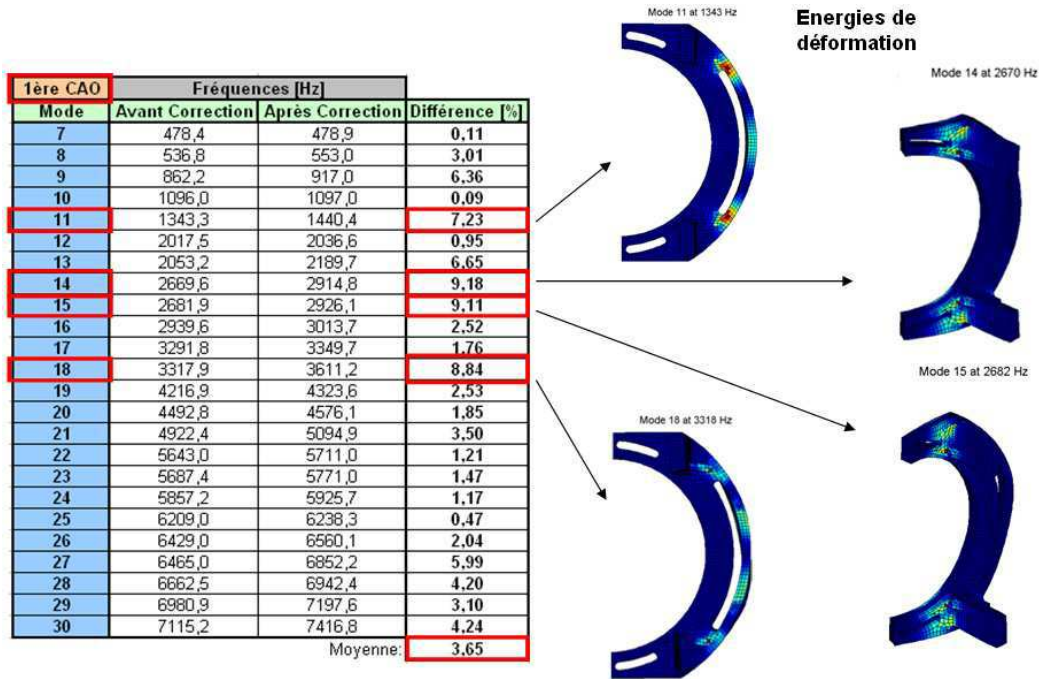 Mode 11 at 1343 Hz
Energies de
déformation
Mode 14 at 2670 Hz
1ère CAO Fréquences [Hz]
Mode Avant Correction Après Correction Différence [%]
7 478,4 478,9 0,11
8 536,8 553,0 3,01
9 862,2 917,0 6,36
10 1096,0 1097,0 0,09
11 1343,3 1440,4 7,23
12 2017,5 2036,6 0,95
13 2053,2 2189,7 6,65
14 2669,6 2914,8 9,18
15 2681,9 2926,1 9,11
16 2939,6 3013,7 2,52
17 3291,8 3349,7 1,76
18 3317,9 3611,2 8,84
19 4216,9 4323,6 2,53
20 4492,8 4576,1 1,85
21 4922,4 5094,9 3,50
22 5643,0 5711,0 1,21
23 5687,4 5771,0 1,47
24 5857,2 5925,7 1,17
25 6209,0 6238,3 0,47
26 6429,0 6560,1 2,04
27 6465,0 6852,2 5,99
28 6662,5 6942,4 4,20
29 6980,9 7197,6 3,10
30 7115,2 7416,8 4,24
Moyenne: 3,65
Mode 15 at 2682 Hz
Mode 18 at 3318 Hz